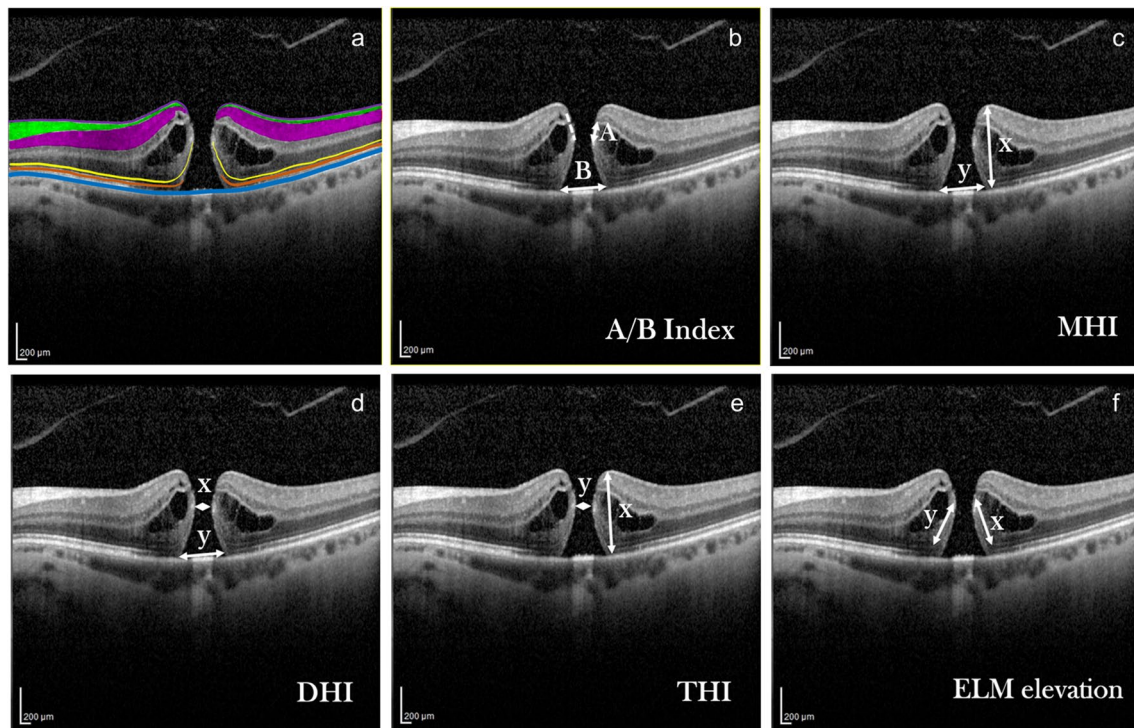 a
200 µm
b
A
B
A/B Index
200 µm
c
x
y
MHI
200 µm
d
x
y
DHI
200 µm
e
y
x
THI
200 µm
f
y
x
ELM elevation
200 µm